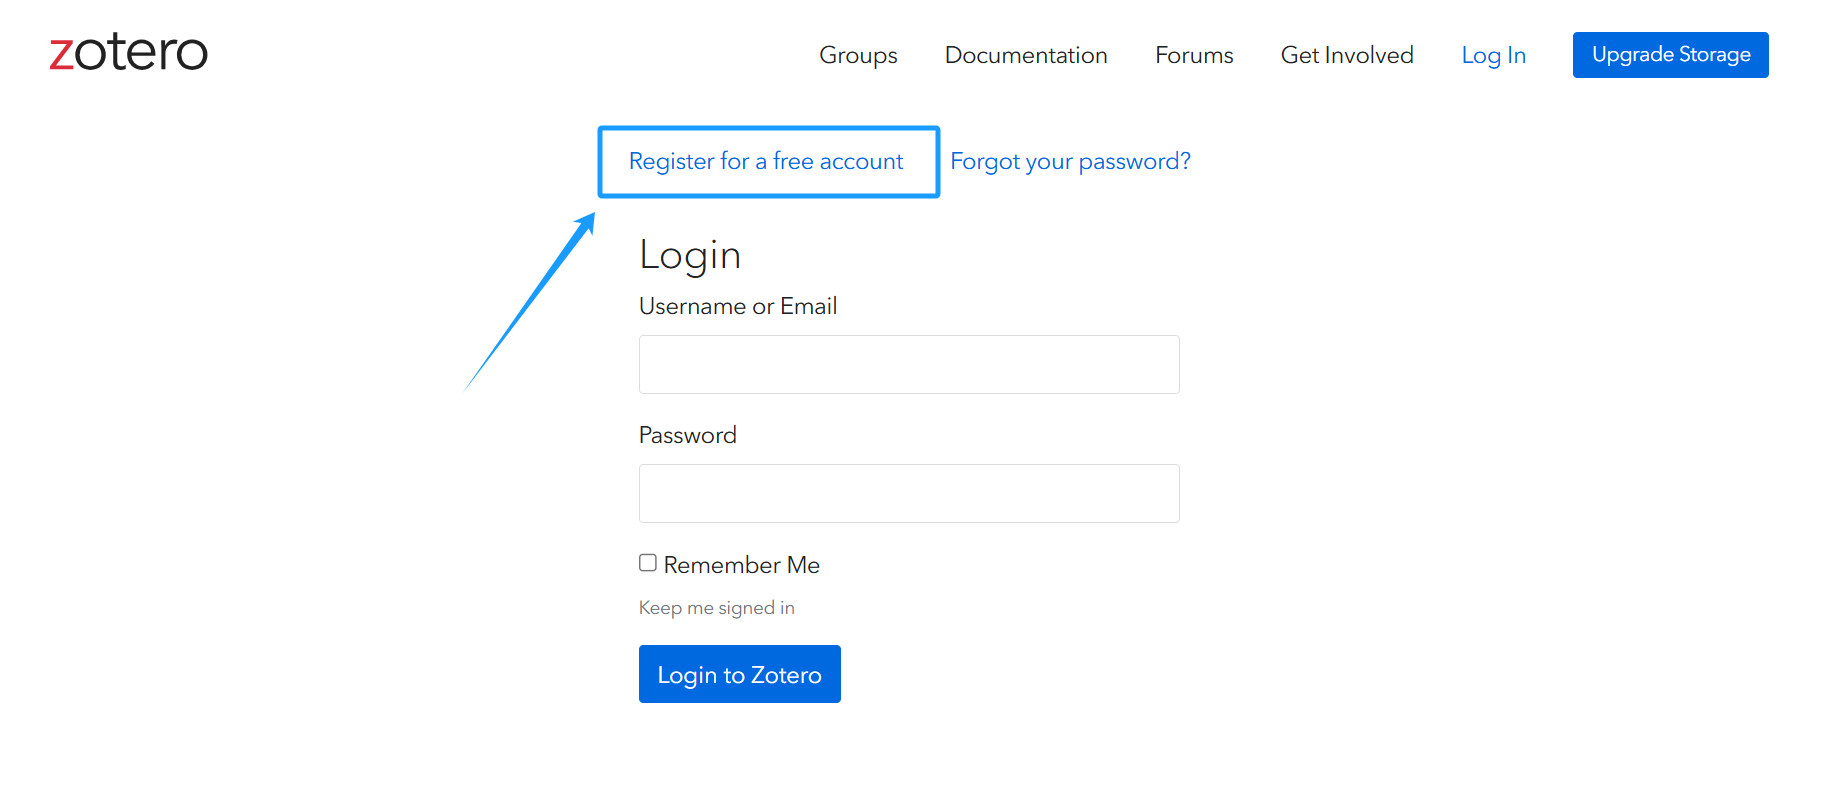 zotero
Groups Documentation Forums Get Involved Log In Upgrade Storage
Register for a free account Forgot your password?
Login
Username or Email
Password
Remember Me
Keep me signed in
Login to Zotero